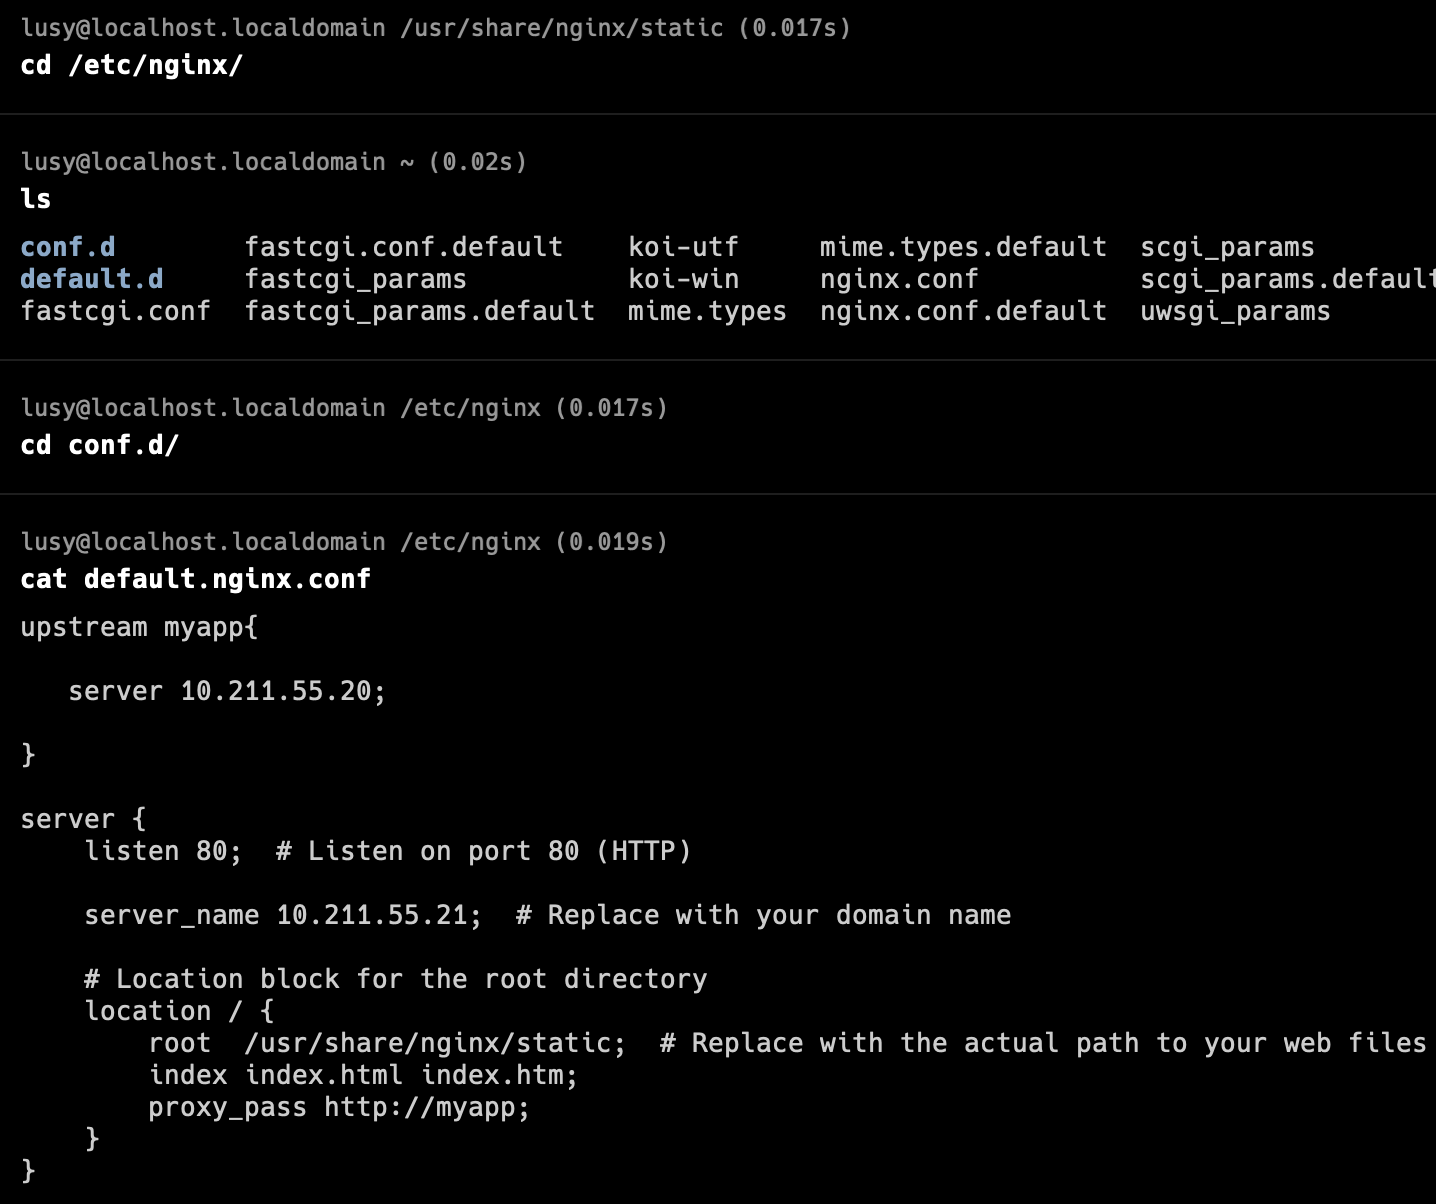 lusy@localhost.localdomain /usr/share/nginx/static (0.017s)
cd /etc/nginx/
lusy@localhost.localdomain ~ (0.02s)
ls
conf.d        fastcgi.conf.default    koi-utf     mime.types.default  scgi_params
default.d     fastcgi_params          koi-win     nginx.conf          scgi_params.default
fastcgi.conf  fastcgi_params.default  mime.types  nginx.conf.default  uwsgi_params
lusy@localhost.localdomain /etc/nginx (0.017s)
cd conf.d/
lusy@localhost.localdomain /etc/nginx (0.019s)
cat default.nginx.conf
upstream myapp{
   server 10.211.55.20;
}
server {
    listen 80;  # Listen on port 80 (HTTP)
    server_name 10.211.55.21;  # Replace with your domain name
    # Location block for the root directory
    location / {
        root  /usr/share/nginx/static;  # Replace with the actual path to your web files
        index index.html index.htm;
        proxy_pass http://myapp;
    }
}